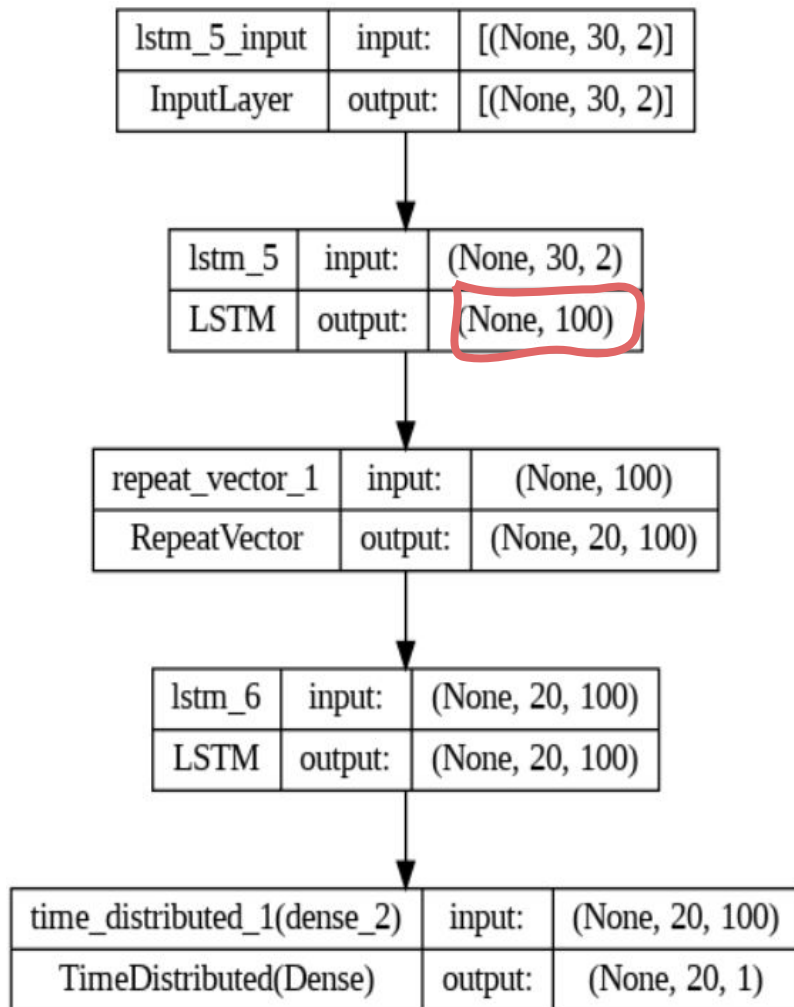 lstm_5_input input: [(None, 30, 2)]
InputLayer output: [(None, 30, 2)]
lstm_5 input: (None, 30, 2)
LSTM output: (None, 100)
repeat_vector_1 input: (None, 100)
RepeatVector output: (None, 20, 100)
lstm_6 input: (None, 20, 100)
LSTM output: (None, 20, 100)
time_distributed_1(dense_2) input: (None, 20, 100)
TimeDistributed(Dense) output: (None, 20, 1)